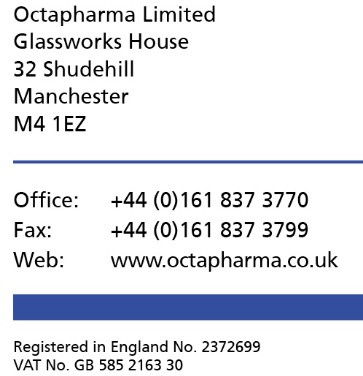 Octapharma Limited
Glassworks House
32 Shudehill
Manchester
M4 1EZ
Office: +44 (0)161 837 3770
Fax: +44 (0)161 837 3799
Web: www.octapharma.co.uk
Registered in England No. 2372699
VAT No. GB 585 2163 30